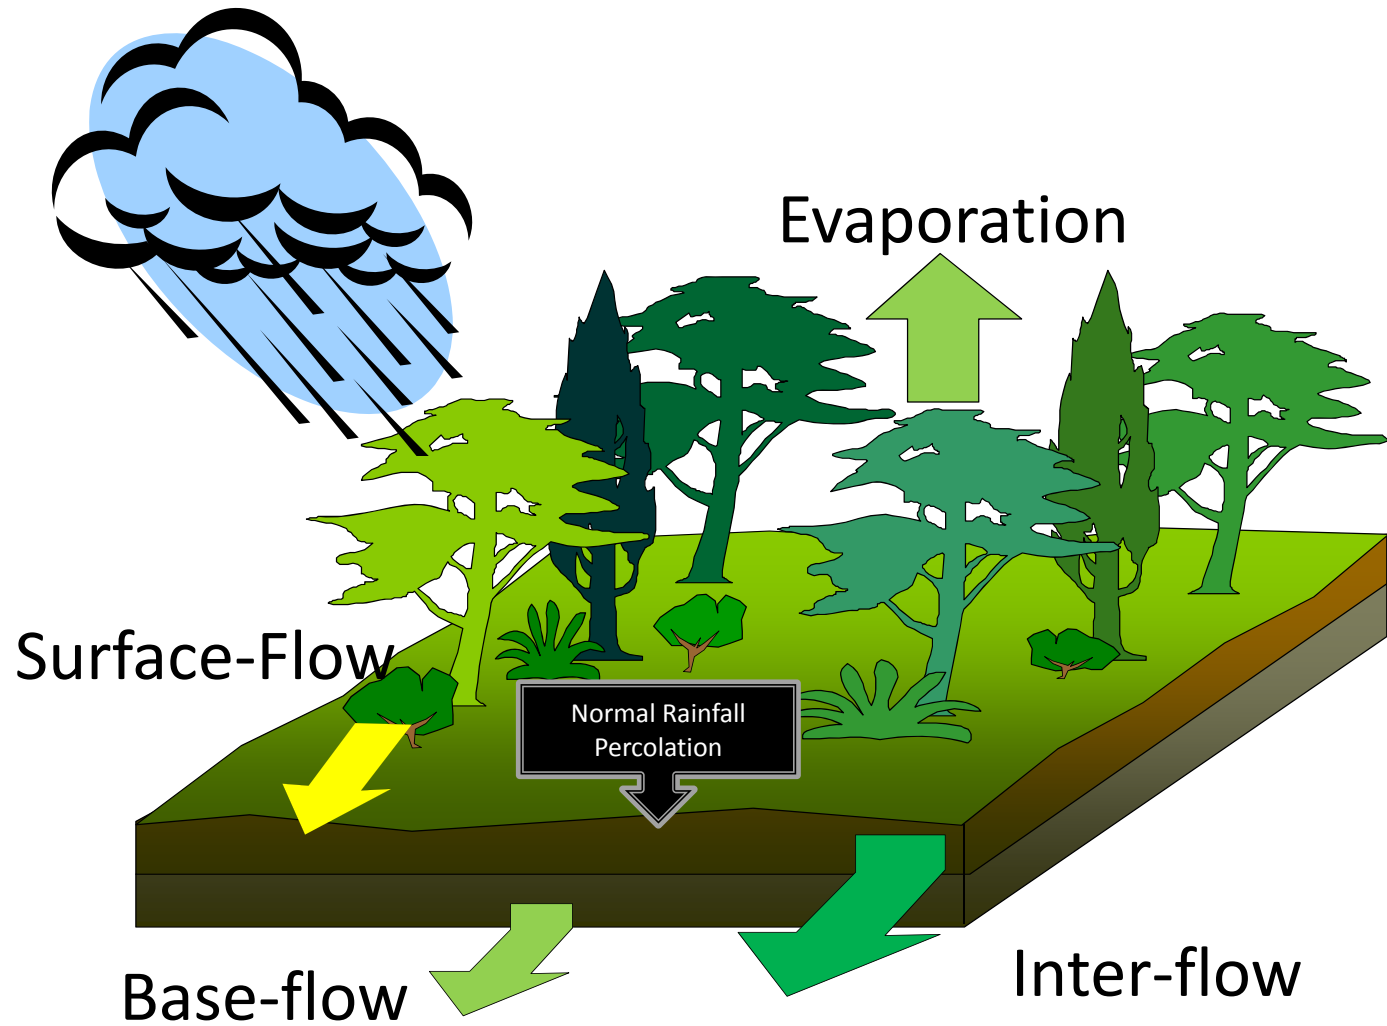 Evaporation
Surface-Flow
Normal Rainfall
Percolation
Base-flow
Inter-flow